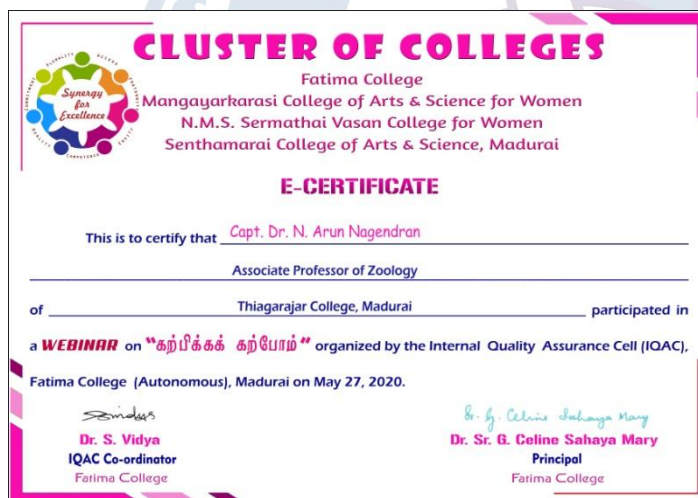 CLUSTER OF COLLEGES
Synergy
for
Excellence
Fatima College
Mangayarkarasi College of Arts & Science for Women
N.M.S. Sermathai Vasan College for Women
Senthamarai College of Arts & Science, Madurai
E-CERTIFICATE
This is to certify that Capt. Dr. N. Arun Nagendran
Associate Professor of Zoology
of Thiagarajar College, Madurai participated in
a WEBINAR on "கற்பிக்கக் கற்போம்" organized by the Internal Quality Assurance Cell (IQAC),
Fatima College (Autonomous), Madurai on May 27, 2020.
Sr. G. Celine Sahaya Mary
Dr. S. Vidya
IQAC Co-ordinator
Fatima College
Dr. Sr. G. Celine Sahaya Mary
Principal
Fatima College